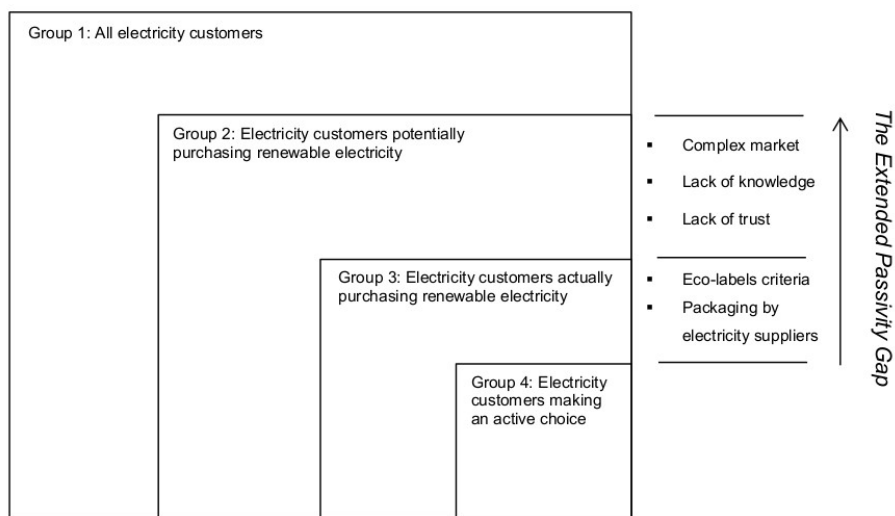 Group 1: All electricity customers
Group 2: Electricity customers potentially
purchasing renewable electricity
▪ Complex market
▪ Lack of knowledge
▪ Lack of trust
Group 3: Electricity customers actually
purchasing renewable electricity
▪ Eco-labels criteria
▪ Packaging by
electricity suppliers
Group 4: Electricity
customers making
an active choice
The Extended Passivity Gap